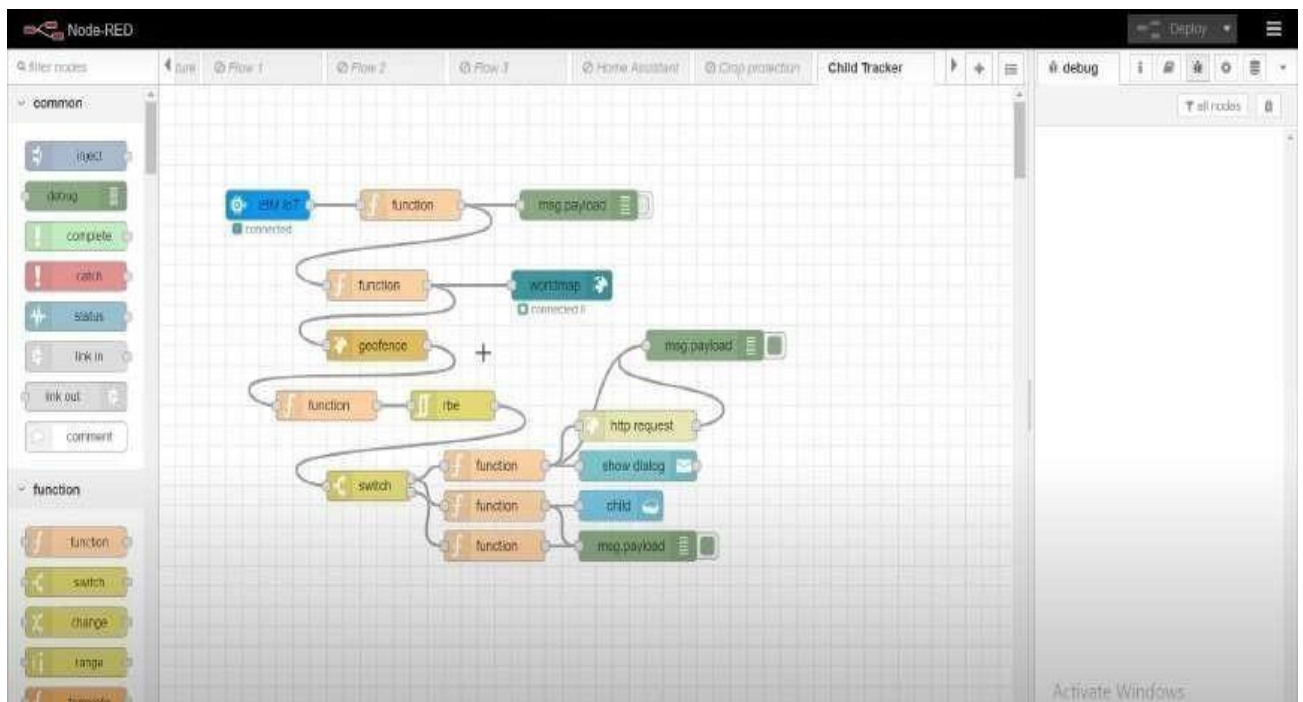 Node-RED
Deploy
filter nodes
Flow 1
Flow 2
Flow 3
Home Assistant
Crop protection
Child Tracker
debug
i
common
all nodes
inject
debug
complete
catch
status
link in
link out
comment
function
function
switch
change
range
IBM IoT
connected
function
msg.payload
function
worldmap
geofence
msg.payload
function
rbe
http request
switch
function
show dialog
function
child
function
msg.payload
Activate Windows